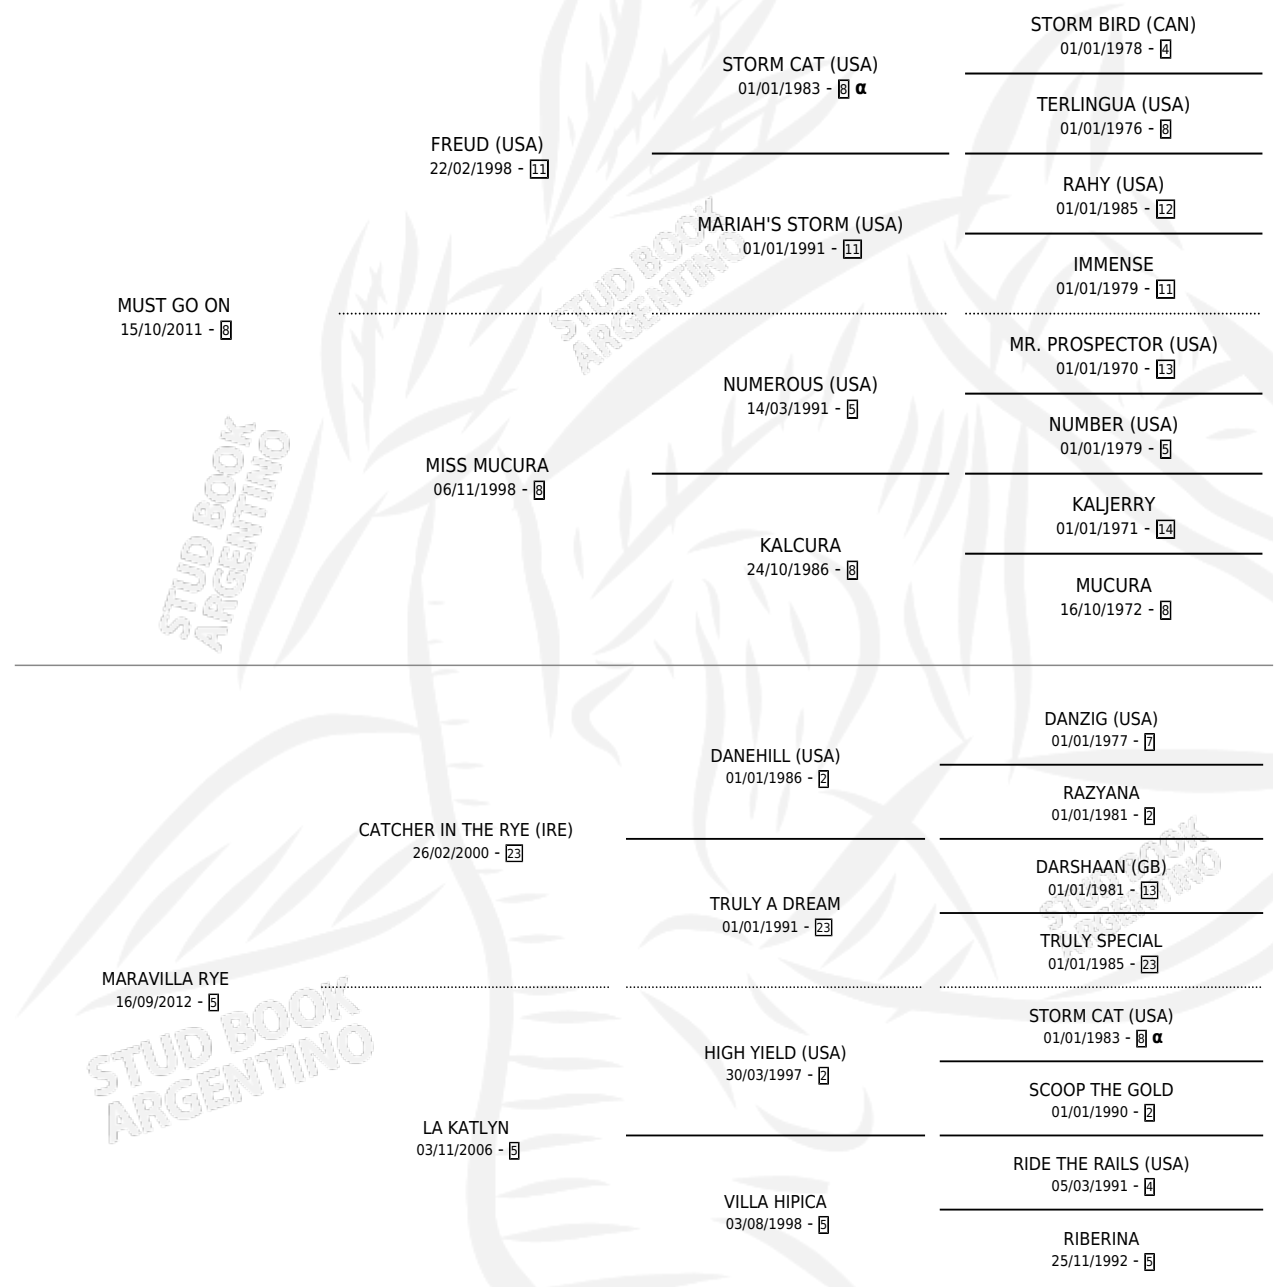 STORM BIRD (CAN)
01/01/1978 - 4
STORM CAT (USA)
01/01/1983 - 8 α
TERLINGUA (USA)
01/01/1976 - 8
FREUD (USA)
22/02/1998 - 11
RAHY (USA)
01/01/1985 - 12
MARIAH'S STORM (USA)
01/01/1991 - 11
IMMENSE
01/01/1979 - 11
MUST GO ON
15/10/2011 - 8
MR. PROSPECTOR (USA)
01/01/1970 - 13
NUMEROUS (USA)
14/03/1991 - 5
NUMBER (USA)
01/01/1979 - 5
MISS MUCURA
06/11/1998 - 8
KALJERRY
01/01/1971 - 14
KALCURA
24/10/1986 - 8
MUCURA
16/10/1972 - 8
DANZIG (USA)
01/01/1977 - 7
DANEHILL (USA)
01/01/1986 - 2
RAZYANA
01/01/1981 - 2
CATCHER IN THE RYE (IRE)
26/02/2000 - 23
DARSHAAN (GB)
01/01/1981 - 13
TRULY A DREAM
01/01/1991 - 23
TRULY SPECIAL
01/01/1985 - 23
MARAVILLA RYE
16/09/2012 - 5
STORM CAT (USA)
01/01/1983 - 8 α
HIGH YIELD (USA)
30/03/1997 - 2
SCOOP THE GOLD
01/01/1990 - 2
LA KATLYN
03/11/2006 - 5
RIDE THE RAILS (USA)
05/03/1991 - 4
VILLA HIPICA
03/08/1998 - 5
RIBERINA
25/11/1992 - 5
STUD BOOK
ARGENTINO
STUD BOOK
ARGENTINO
STUD BOOK
ARGENTINO
STUD BOOK
ARGENTINO